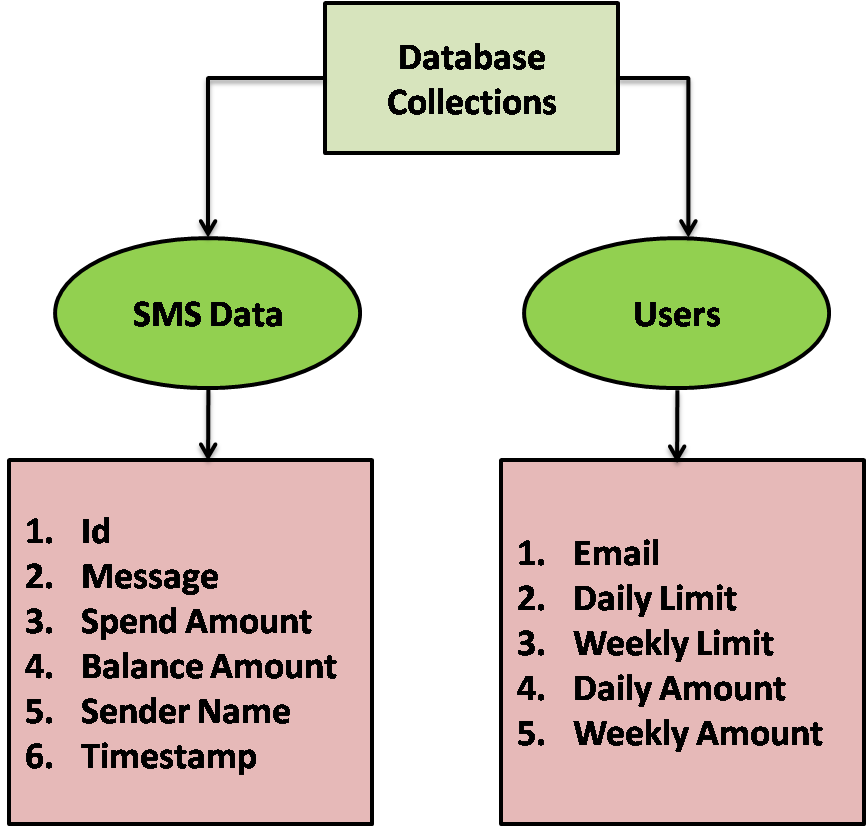 Database
Collections
SMS Data
Users
1. Id
2. Message
3. Spend Amount
4. Balance Amount
5. Sender Name
6. Timestamp
1. Email
2. Daily Limit
3. Weekly Limit
4. Daily Amount
5. Weekly Amount